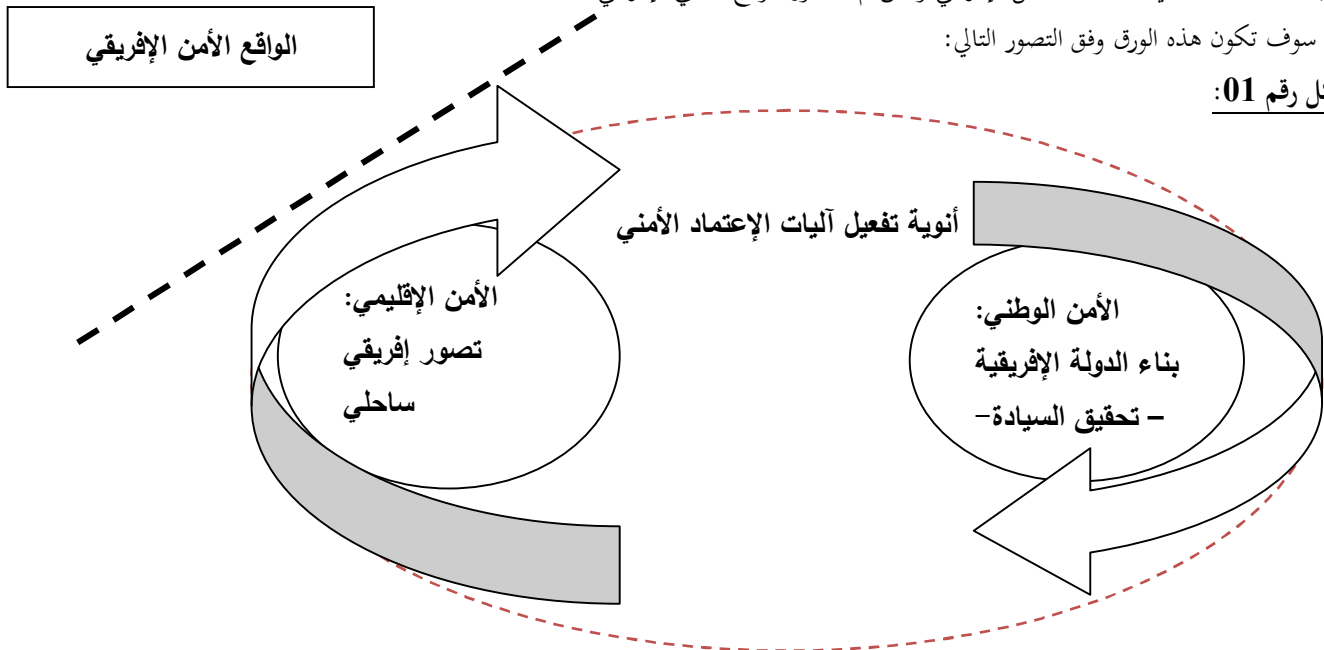 سوف تكون هذه الورق وفق التصور التالي:
رقم 01:
الواقع الأمن الإفريقي
أنوية تفعيل آليات الإعتماد الأمني
الأمن الوطني:
بناء الدولة الإفريقية
– تحقيق السيادة-
الأمن الإقليمي:
تصور إفريقي
ساحلي